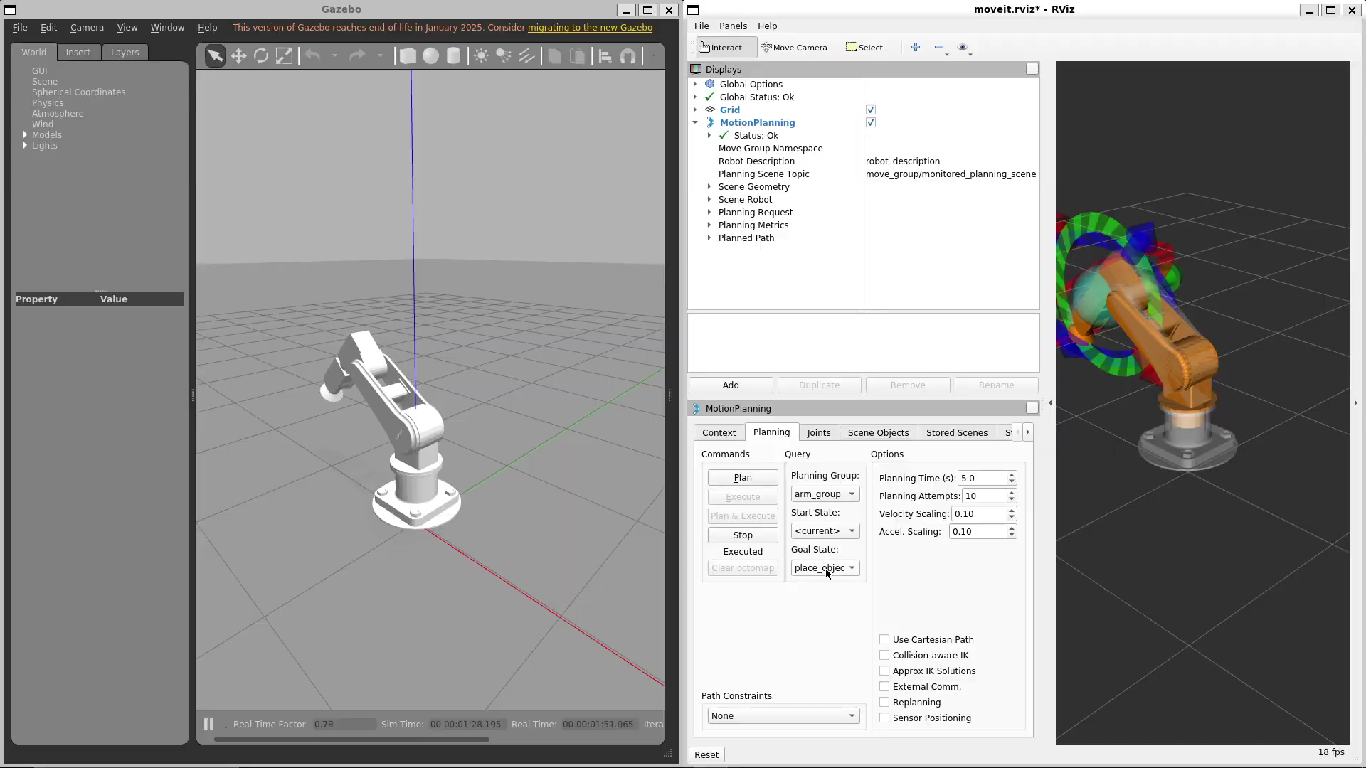 Gazebo
File Edit Camera View Window Help
This version of Gazebo reaches end of life in January 2025. Consider migrating to the new Gazebo
World Insert Layers
GUI
Scene
Spherical Coordinates
Physics
Atmosphere
Wind
Models
Lights
Property Value
Real Time Factor 0.79 Sim Time: 00 00:01:28.195 Real Time: 00 00:01:51.865 Itera
moveit.rviz* - RViz
File Panels Help
Interact Move Camera Select
Displays
Global Options
Global Status: Ok
Grid
MotionPlanning
Status: Ok
Move Group Namespace
Robot Description robot_description
Planning Scene Topic move_group/monitored_planning_scene
Scene Geometry
Scene Robot
Planning Request
Planning Metrics
Planned Path
Add Duplicate Remove Rename
MotionPlanning
Context Planning Joints Scene Objects Stored Scenes S
Commands
Plan
Execute
Plan & Execute
Stop
Executed
Clear octomap
Query
Planning Group:
arm_group
Start State:
<current>
Goal State:
place_objec
Options
Planning Time (s): 5.0
Planning Attempts: 10
Velocity Scaling: 0.10
Accel. Scaling: 0.10
Use Cartesian Path
Collision-aware IK
Approx IK Solutions
External Comm.
Replanning
Sensor Positioning
Path Constraints
None
Reset
18 fps